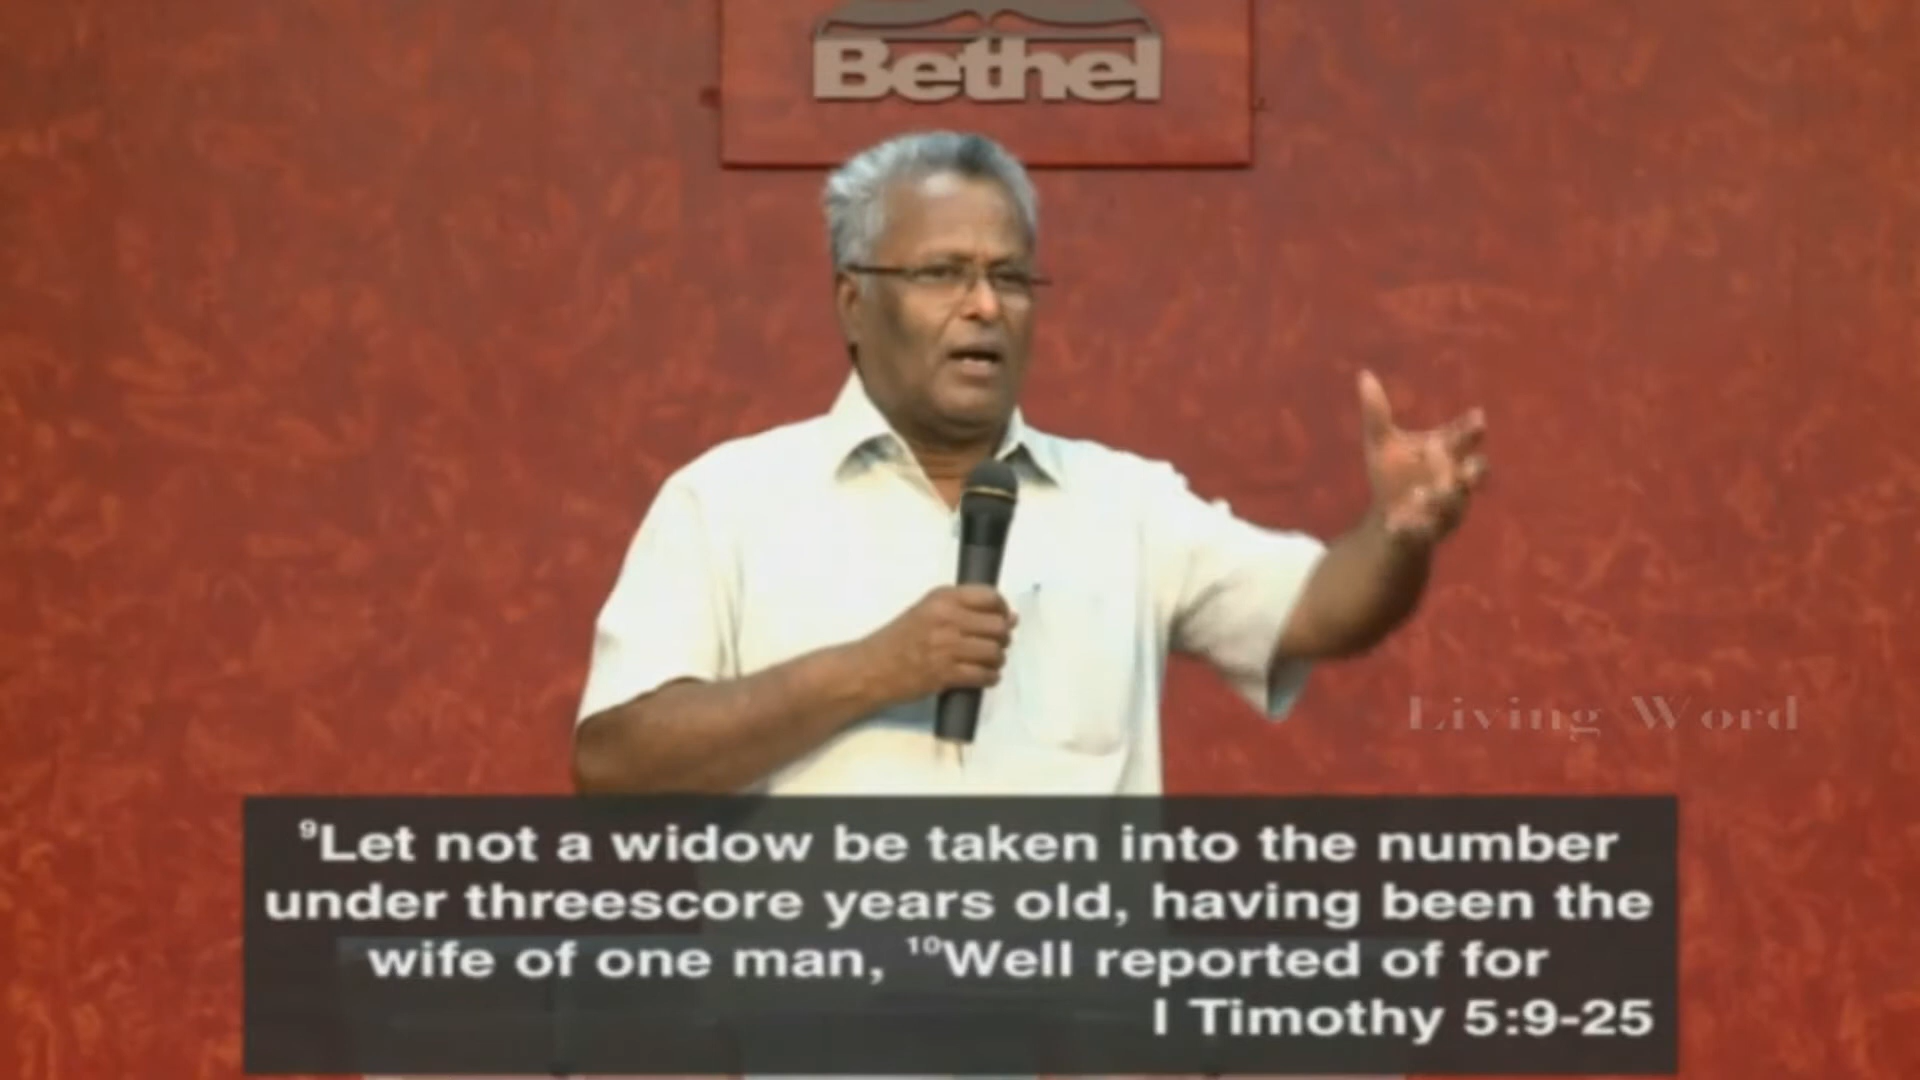 Bethel
Living Word
⁹Let not a widow be taken into the number
under threescore years old, having been the
wife of one man, ¹⁰Well reported of for
I Timothy 5:9-25